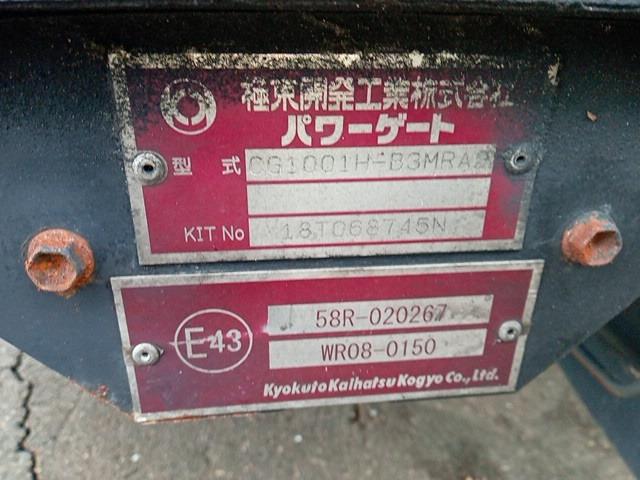 極東開発工業株式会社
パワーゲート
型式 CG1001H-B3MRA2
KIT No 18T068745N
E43
58R-020267
WR08-0150
Kyokuto Kaihatsu Kogyo Co., Ltd.